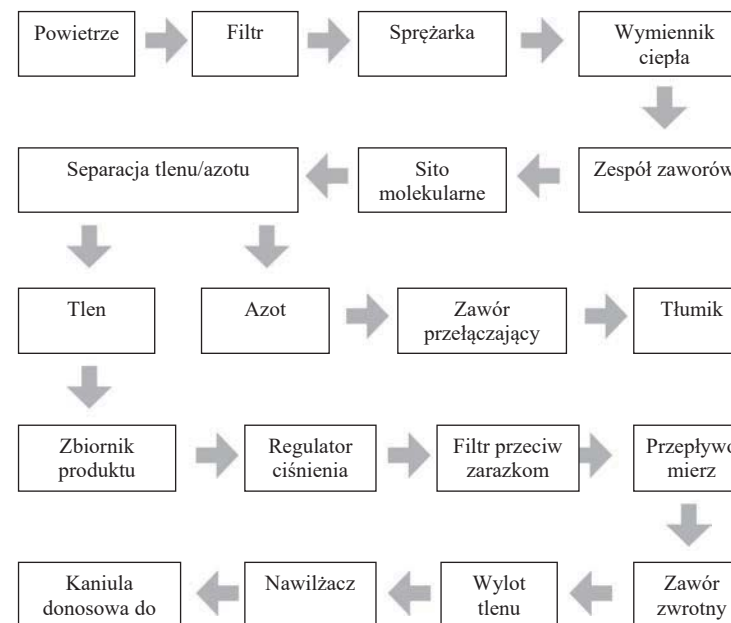 Powietrze
Filtr
Sprężarka
Wymiennik
ciepła
Zespół zaworów
Sito
molekularne
Separacja tlenu/azotu
Tlen
Azot
Zawór
przełączający
Tłumik
Zbiornik
produktu
Regulator
ciśnienia
Filtr przeciw
zarazkom
Przepływo
mierz
Zawór
zwrotny
Wylot
tlenu
Nawilżacz
Kaniula
donosowa do